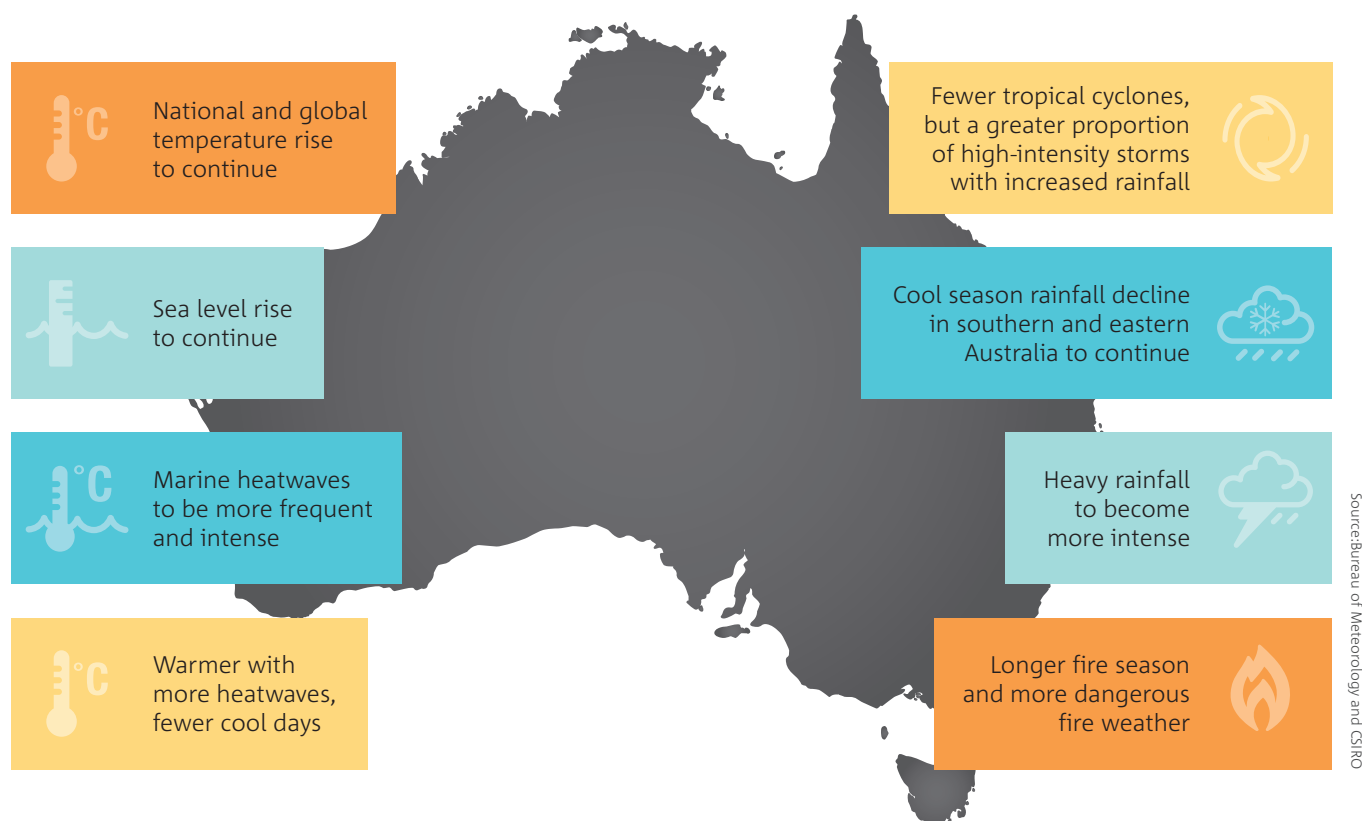 °C
National and global
temperature rise
to continue
Sea level rise
to continue
°C
Marine heatwaves
to be more frequent
and intense
°C
Warmer with
more heatwaves,
fewer cool days
Fewer tropical cyclones,
but a greater proportion
of high-intensity storms
with increased rainfall
Cool season rainfall decline
in southern and eastern
Australia to continue
Heavy rainfall
to become
more intense
Longer fire season
and more dangerous
fire weather
Source:Bureau of Meteorology and CSIRO